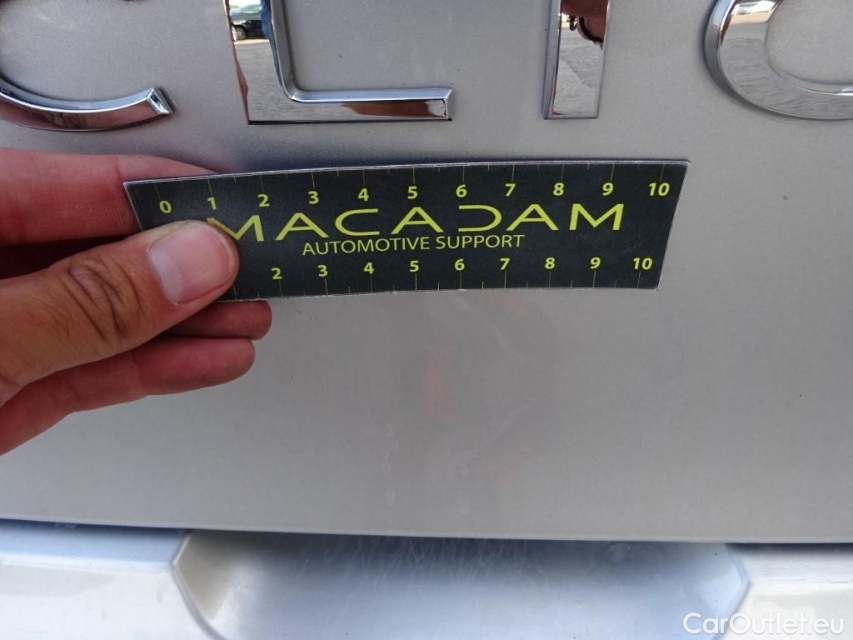 CLIO
0 1 2 3 4 5 6 7 8 9 10
MACADAM
AUTOMOTIVE SUPPORT
2 3 4 5 6 7 8 9 10
CarOutlet.eu